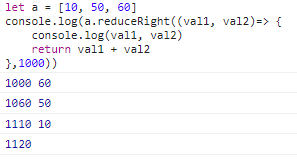 let a = [10, 50, 60]
console.log(a.reduceRight((val1, val2)=> {
    console.log(val1, val2)
    return val1 + val2
},1000))
1000 60
1060 50
1110 10
1120